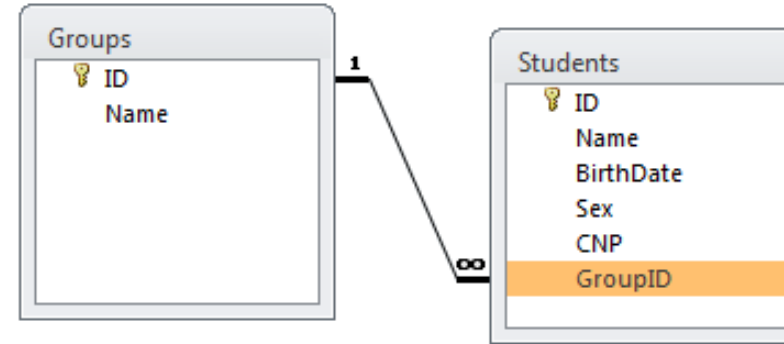 Groups
ID
Name
1
∞
Students
ID
Name
BirthDate
Sex
CNP
GroupID